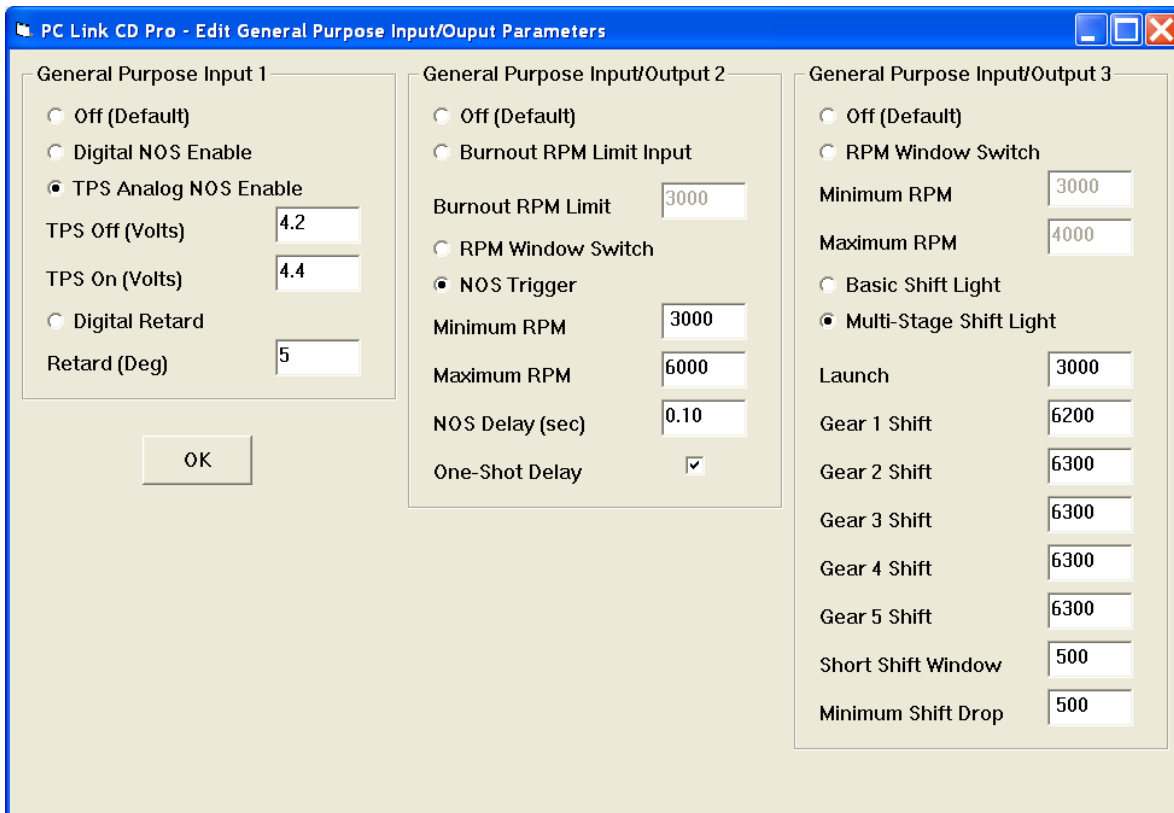 PC Link CD Pro - Edit General Purpose Input/Ouput Parameters
General Purpose Input 1
Off (Default)
Digital NOS Enable
TPS Analog NOS Enable
TPS Off (Volts) 4.2
TPS On (Volts) 4.4
Digital Retard
Retard (Deg) 5
OK
General Purpose Input/Output 2
Off (Default)
Burnout RPM Limit Input
Burnout RPM Limit 3000
RPM Window Switch
NOS Trigger
Minimum RPM 3000
Maximum RPM 6000
NOS Delay (sec) 0.10
One-Shot Delay
General Purpose Input/Output 3
Off (Default)
RPM Window Switch
Minimum RPM 3000
Maximum RPM 4000
Basic Shift Light
Multi-Stage Shift Light
Launch 3000
Gear 1 Shift 6200
Gear 2 Shift 6300
Gear 3 Shift 6300
Gear 4 Shift 6300
Gear 5 Shift 6300
Short Shift Window 500
Minimum Shift Drop 500